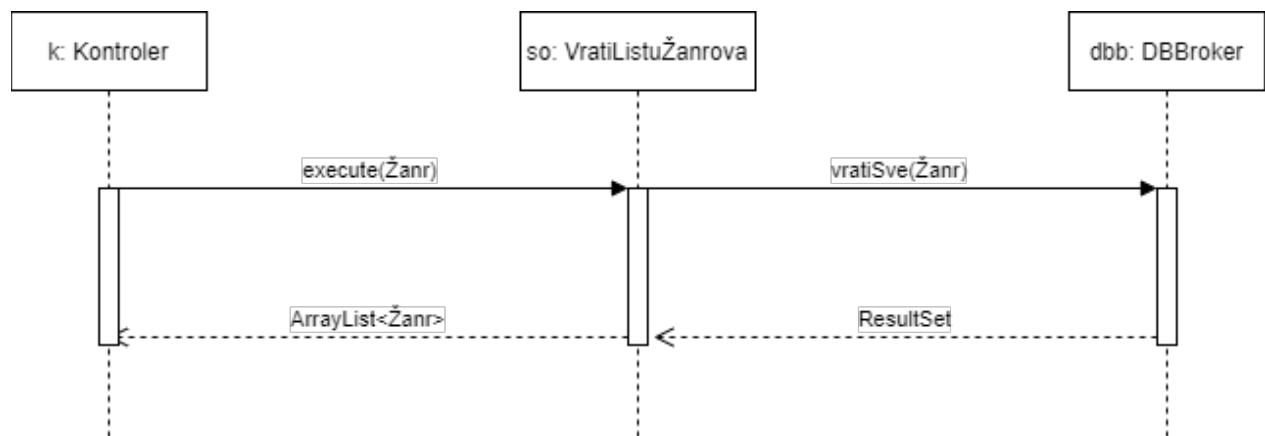 k: Kontroler
so: VratiListuŽanrova
dbb: DBBroker
execute(Žanr)
vratiSve(Žanr)
ArrayList<Žanr>
ResultSet